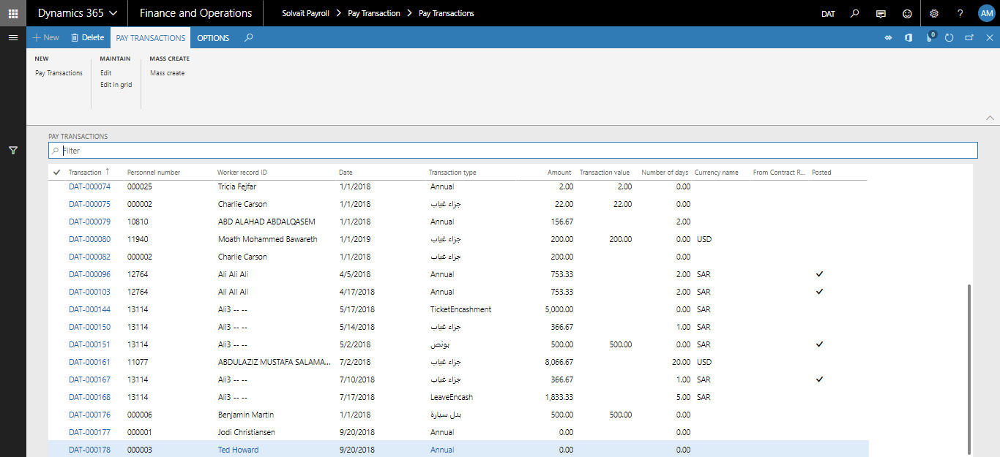 Dynamics 365 Finance and Operations Solvait Payroll Pay Transaction Pay Transactions DAT ? AM
New Delete PAY TRANSACTIONS OPTIONS 0
NEW MAINTAIN MASS CREATE
Pay Transactions Edit Mass create
Edit in grid
PAY TRANSACTIONS
Filter
Transaction Personnel number Worker record ID Date Transaction type Amount Transaction value Number of days Currency name From Contract R... Posted
DAT-000074 000025 Tricia Fejfar 1/1/2018 Annual 2.00 2.00 0.00
DAT-000075 000002 Charlie Carson 1/1/2018 جزاء غياب 22.00 22.00 0.00
DAT-000079 10810 ABD ALAHAD ABDALQASEM 1/1/2018 Annual 156.67 2.00
DAT-000080 11940 Moath Mohammed Bawareth 1/1/2019 جزاء غياب 200.00 200.00 0.00 USD
DAT-000082 000002 Charlie Carson 1/1/2018 جزاء غياب 200.00 0.00
DAT-000096 12764 Ali Ali Ali 4/5/2018 Annual 753.33 2.00 SAR
DAT-000103 12764 Ali Ali Ali 4/17/2018 Annual 753.33 2.00 SAR
DAT-000144 13114 Ali3 -- -- 5/17/2018 TicketEncashment 5,000.00 0.00 SAR
DAT-000150 13114 Ali3 -- -- 5/14/2018 جزاء غياب 366.67 1.00 SAR
DAT-000151 13114 Ali3 -- -- 5/2/2018 بونص 500.00 500.00 0.00 SAR
DAT-000161 11077 ABDULAZIZ MUSTAFA SALAMA... 7/2/2018 جزاء غياب 8,066.67 20.00 USD
DAT-000167 13114 Ali3 -- -- 7/10/2018 جزاء غياب 366.67 1.00 SAR
DAT-000168 13114 Ali3 -- -- 7/17/2018 LeaveEncash 1,833.33 5.00 SAR
DAT-000176 000006 Benjamin Martin 1/1/2018 بدل سيارة 500.00 500.00 0.00
DAT-000177 000001 Jodi Christiansen 9/20/2018 Annual 0.00 0.00
DAT-000178 000003 Ted Howard 9/20/2018 Annual 0.00 0.00